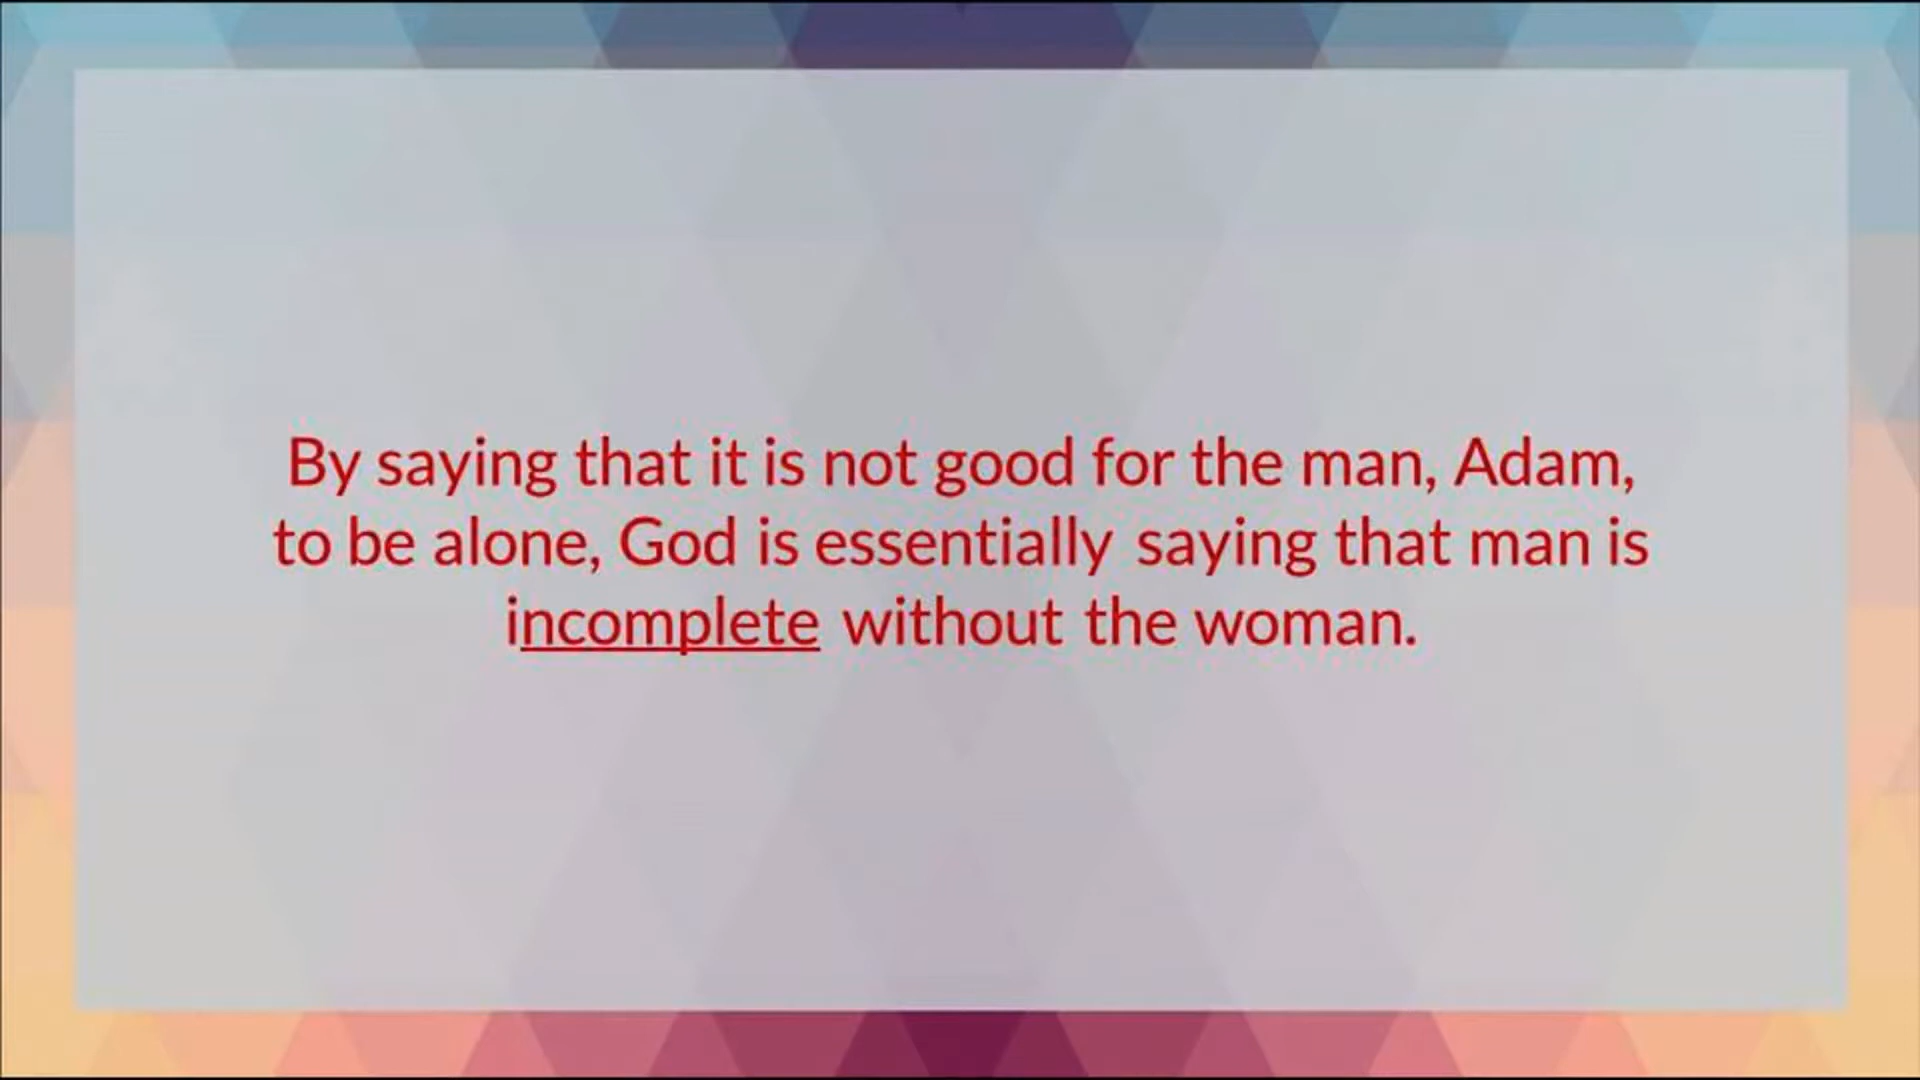 By saying that it is not good for the man, Adam,
to be alone, God is essentially saying that man is
incomplete without the woman.